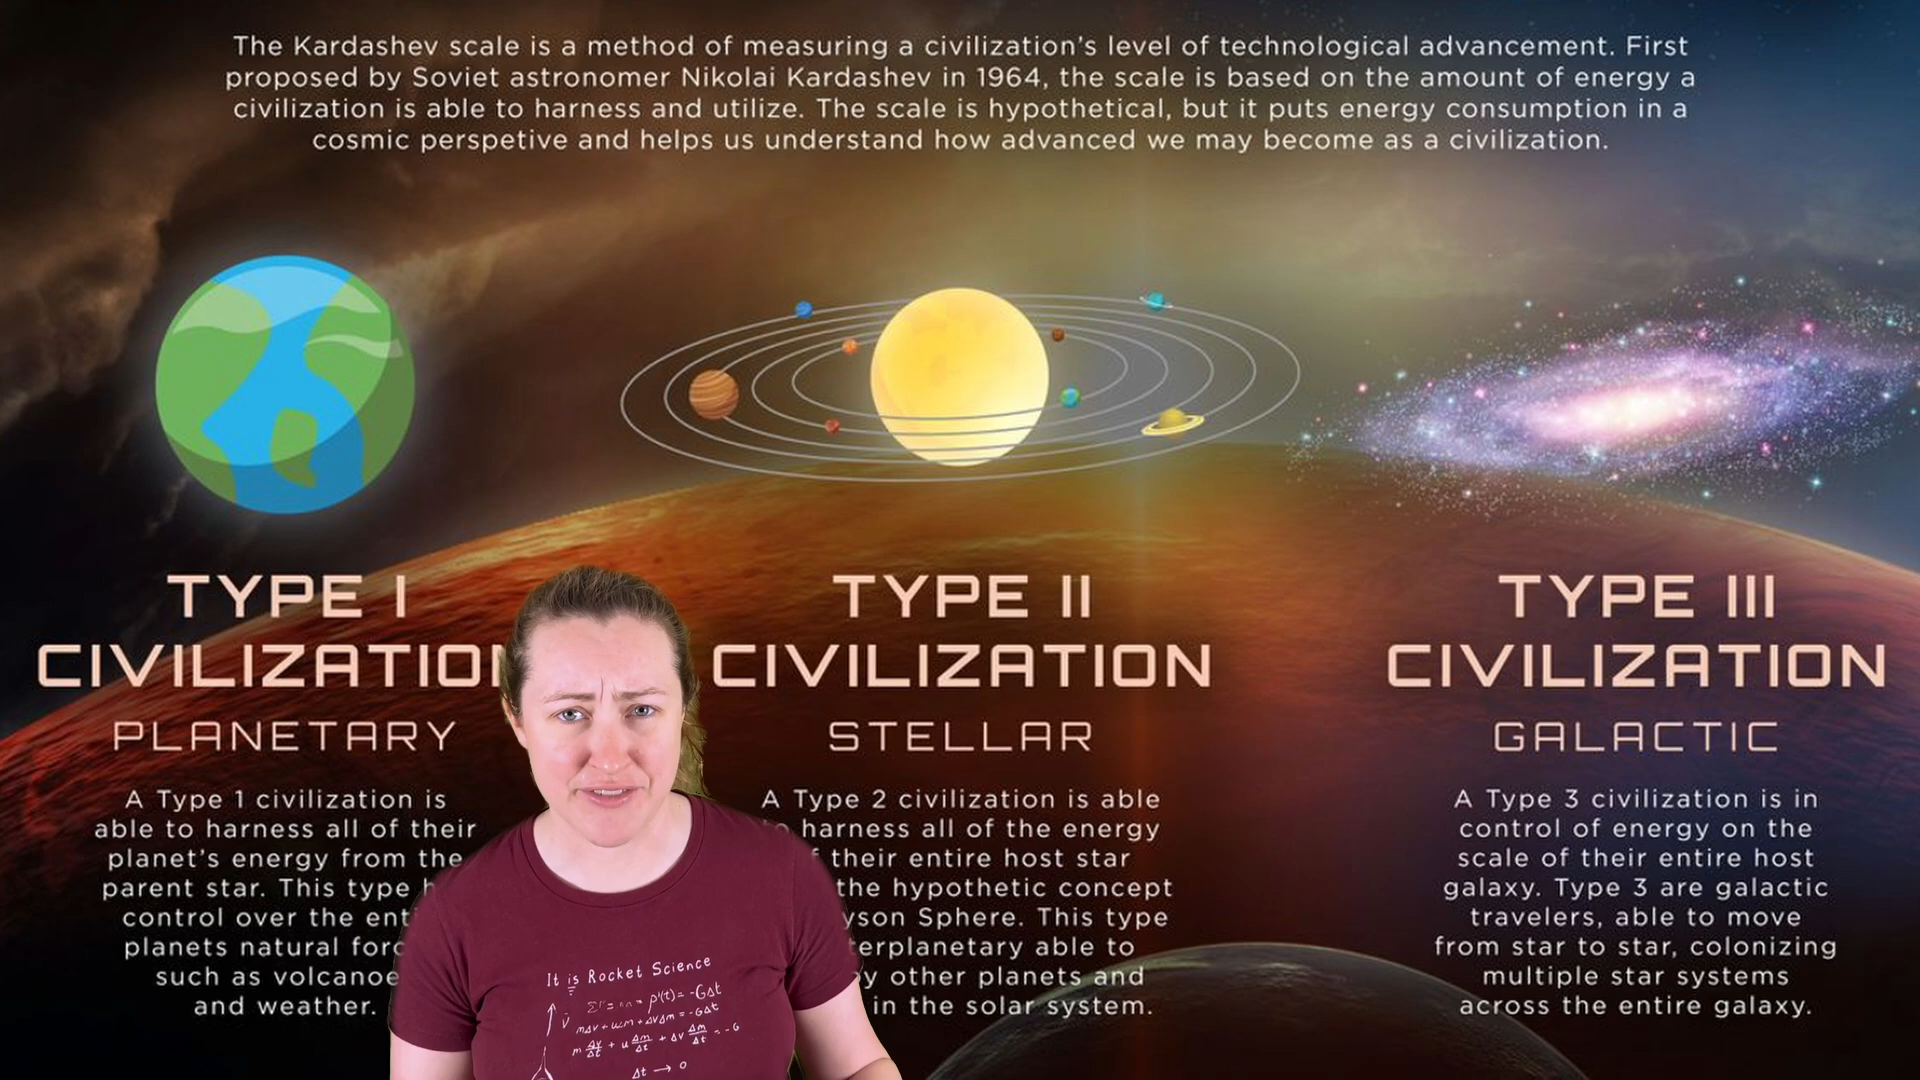 The Kardashev scale is a method of measuring a civilization's level of technological advancement. First
proposed by Soviet astronomer Nikolai Kardashev in 1964, the scale is based on the amount of energy a
civilization is able to harness and utilize. The scale is hypothetical, but it puts energy consumption in a
cosmic perspetive and helps us understand how advanced we may become as a civilization.
TYPE I
CIVILIZATION
PLANETARY
A Type 1 civilization is
able to harness all of their
planet's energy from the
parent star. This type
control over the
planets natural
such as
and weather.
TYPE II
CIVILIZATION
STELLAR
A Type 2 civilization is able
harness all of the energy
their entire host star
the hypothetic concept
Sphere. This type
able to
other planets and
in the solar system.
TYPE III
CIVILIZATION
GALACTIC
A Type 3 civilization is in
control of energy on the
scale of their entire host
galaxy. Type 3 are galactic
travelers, able to move
from star to star, colonizing
multiple star systems
across the entire galaxy.
It is Rocket Science
Δt → 0